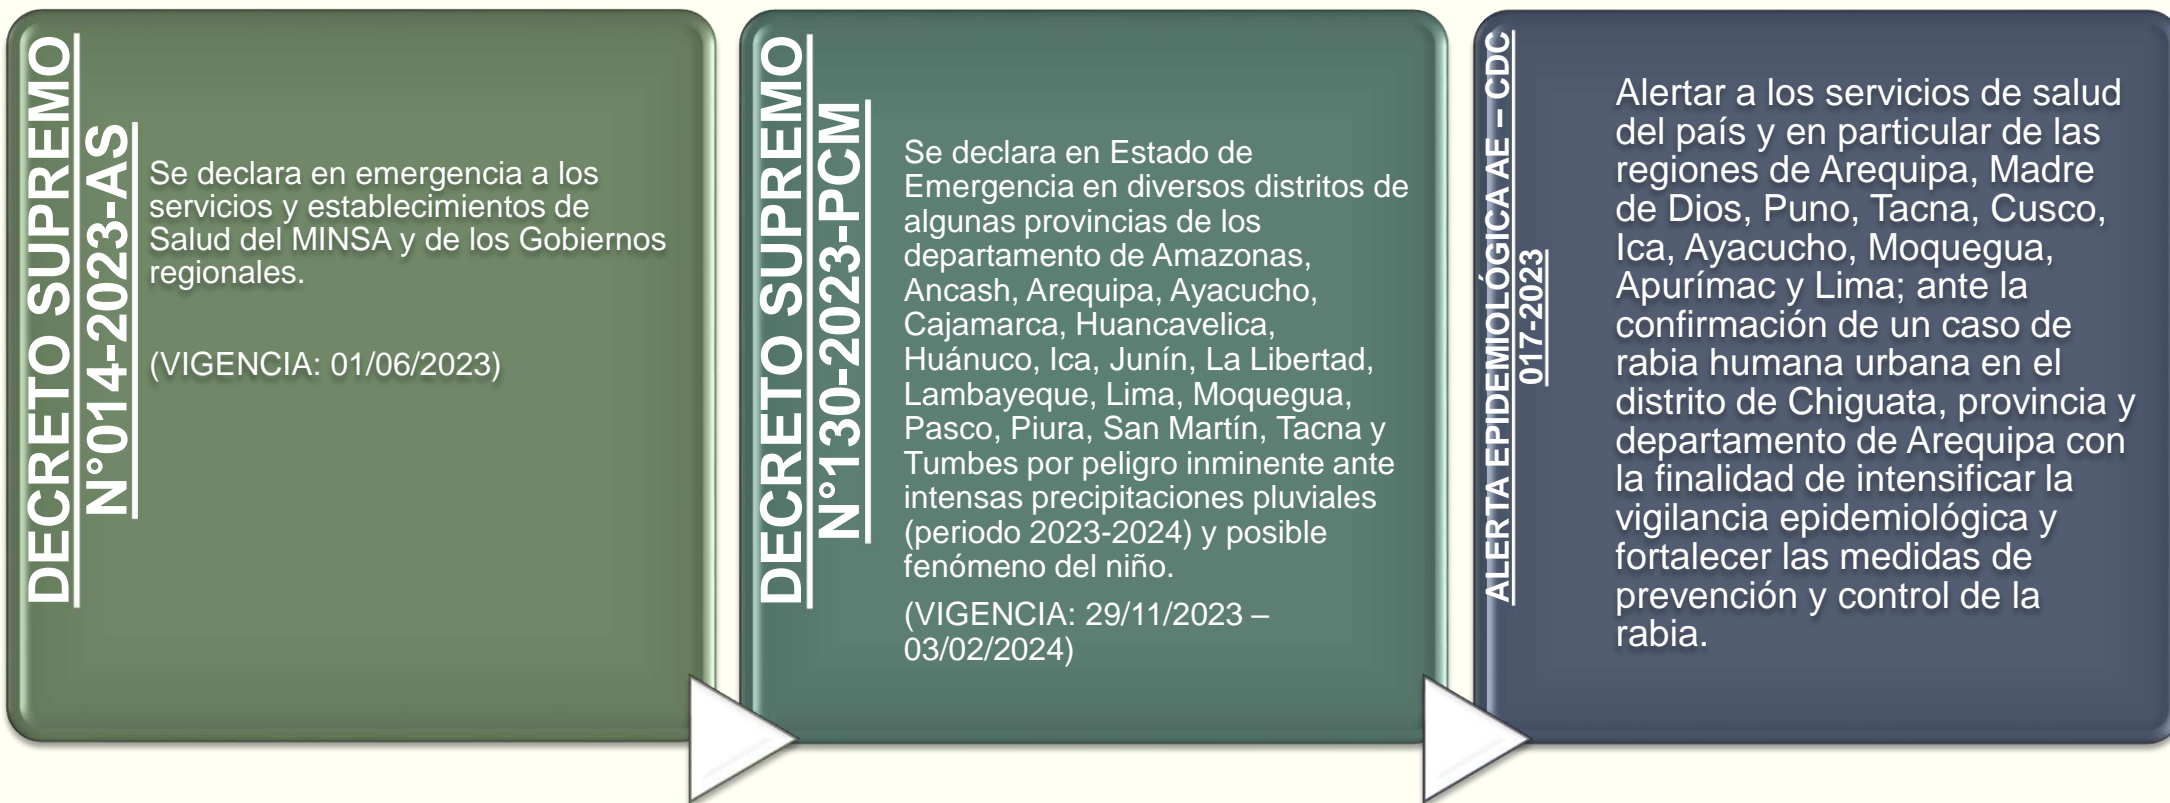 DECRETO SUPREMO
N°014-2023-AS
Se declara en emergencia a los
servicios y establecimientos de
Salud del MINSA y de los Gobiernos
regionales.
(VIGENCIA: 01/06/2023)
DECRETO SUPREMO
N°130-2023-PCM
Se declara en Estado de
Emergencia en diversos distritos de
algunas provincias de los
departamento de Amazonas,
Ancash, Arequipa, Ayacucho,
Cajamarca, Huancavelica,
Huánuco, Ica, Junín, La Libertad,
Lambayeque, Lima, Moquegua,
Pasco, Piura, San Martín, Tacna y
Tumbes por peligro inminente ante
intensas precipitaciones pluviales
(periodo 2023-2024) y posible
fenómeno del niño.
(VIGENCIA: 29/11/2023 –
03/02/2024)
ALERTA EPIDEMIOLÓGICA AE – CDC
017-2023
Alertar a los servicios de salud
del país y en particular de las
regiones de Arequipa, Madre
de Dios, Puno, Tacna, Cusco,
Ica, Ayacucho, Moquegua,
Apurímac y Lima; ante la
confirmación de un caso de
rabia humana urbana en el
distrito de Chiguata, provincia y
departamento de Arequipa con
la finalidad de intensificar la
vigilancia epidemiológica y
fortalecer las medidas de
prevención y control de la
rabia.